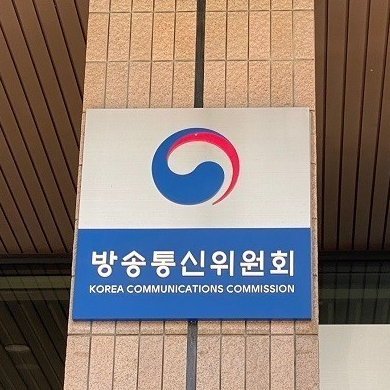 방송통신위원회
KOREA COMMUNICATIONS COMMISSION